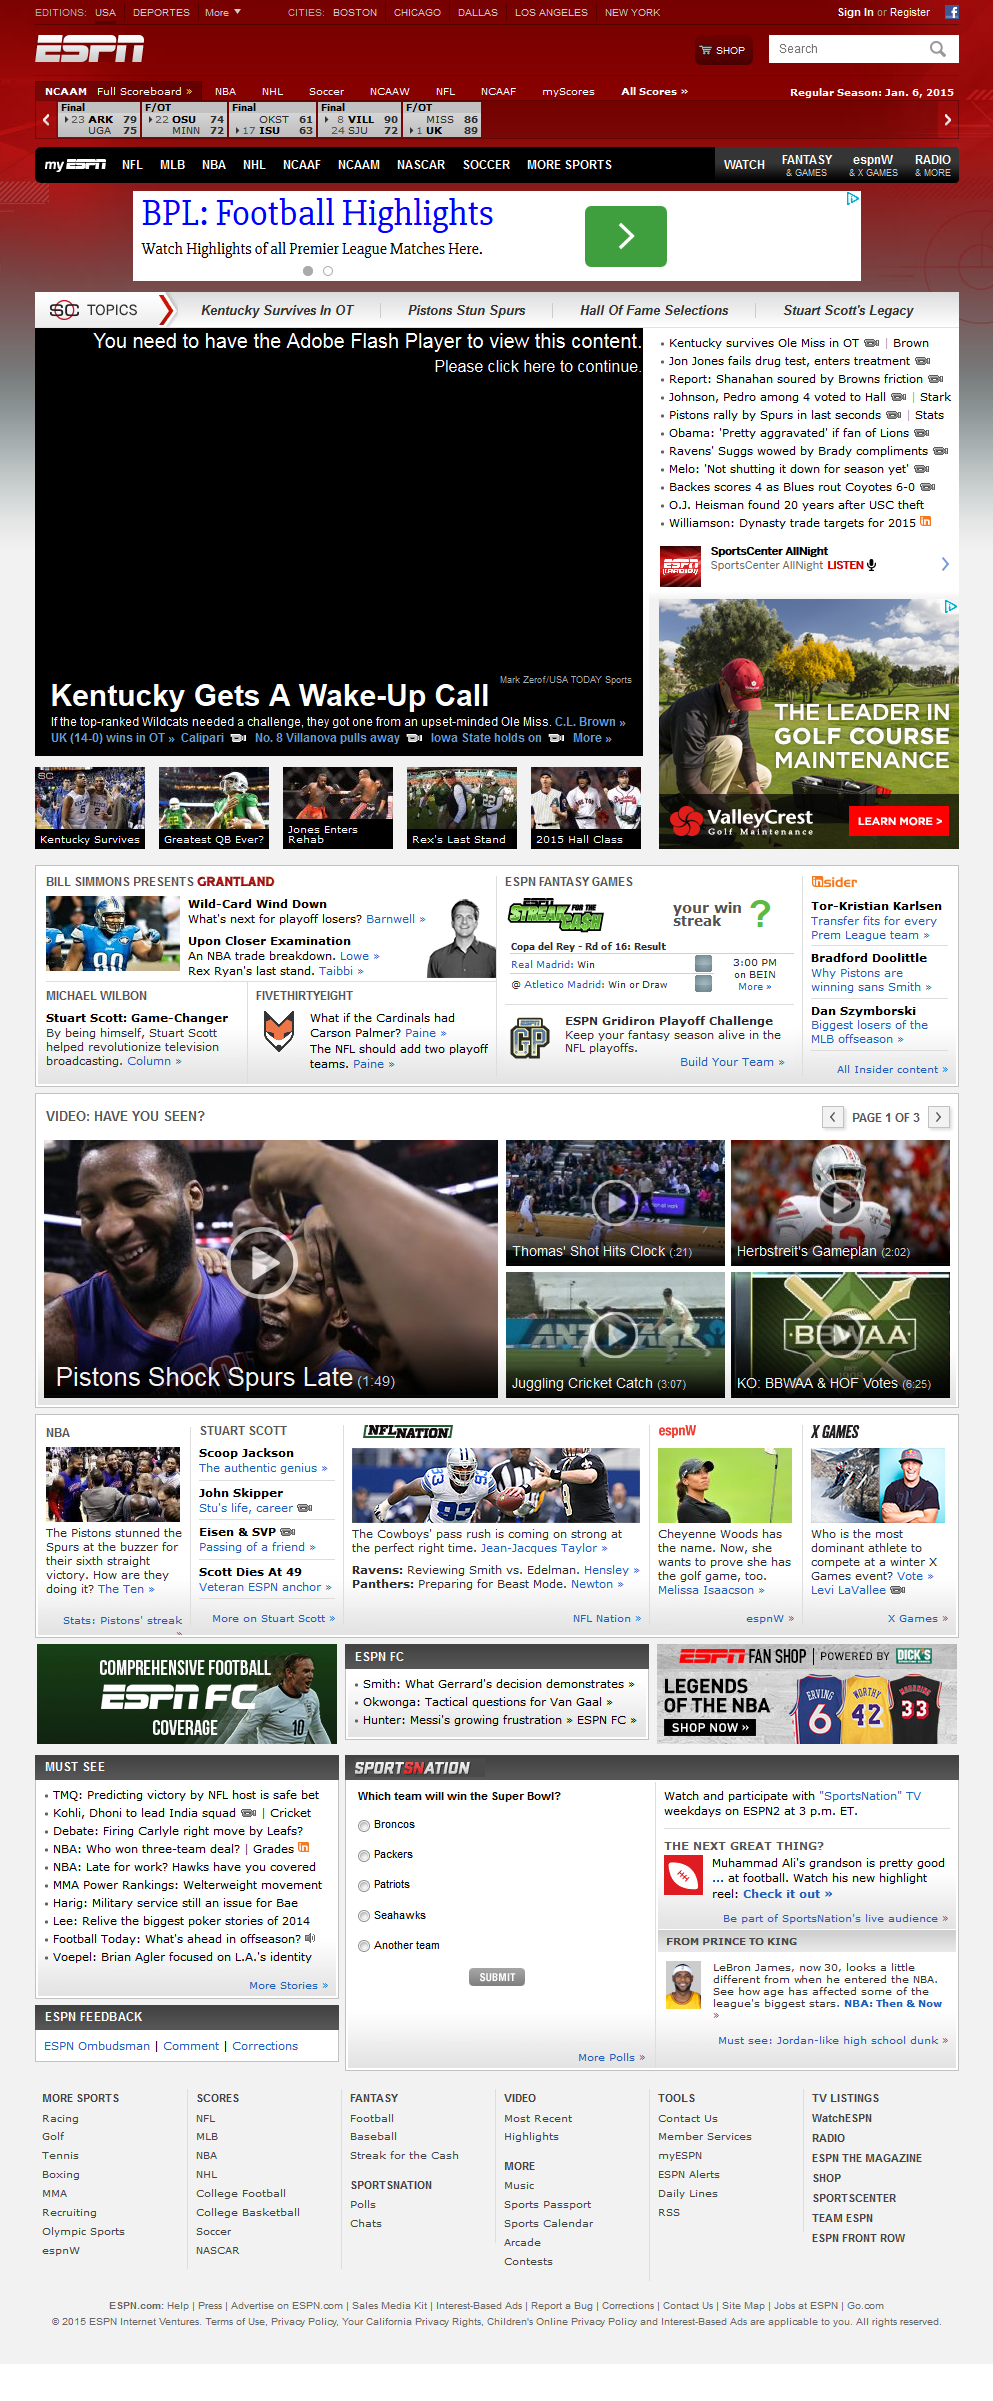 EDITIONS: USA DEPORTES More CITIES: BOSTON CHICAGO DALLAS LOS ANGELES NEW YORK Sign In or Register
ESPN SHOP Search
NCAAM Full Scoreboard » NBA NHL Soccer NCAAW NFL NCAAF myScores All Scores » Regular Season: Jan. 6, 2015
Final F/OT Final Final F/OT
23 ARK 79 22 OSU 74 OKST 61 8 VILL 90 MISS 86
UGA 75 MINN 72 17 ISU 63 24 SJU 72 1 UK 89
myESPN NFL MLB NBA NHL NCAAF NCAAM NASCAR SOCCER MORE SPORTS WATCH FANTASY & GAMES espnW & X GAMES RADIO & MORE
BPL: Football Highlights
Watch Highlights of all Premier League Matches Here.
SC TOPICS Kentucky Survives In OT Pistons Stun Spurs Hall Of Fame Selections Stuart Scott's Legacy
You need to have the Adobe Flash Player to view this content.
Please click here to continue.
Mark Zerof/USA TODAY Sports
Kentucky Gets A Wake-Up Call
If the top-ranked Wildcats needed a challenge, they got one from an upset-minded Ole Miss. C.L. Brown »
UK (14-0) wins in OT » Calipari No. 8 Villanova pulls away Iowa State holds on More »
SC
Kentucky Survives
Greatest QB Ever?
Jones Enters
Rehab
Rex's Last Stand
2015 Hall Class
Kentucky survives Ole Miss in OT | Brown
Jon Jones fails drug test, enters treatment
Report: Shanahan soured by Browns friction
Johnson, Pedro among 4 voted to Hall | Stark
Pistons rally by Spurs in last seconds | Stats
Obama: 'Pretty aggravated' if fan of Lions
Ravens' Suggs wowed by Brady compliments
Melo: 'Not shutting it down for season yet'
Backes scores 4 as Blues rout Coyotes 6-0
O.J. Heisman found 20 years after USC theft
Williamson: Dynasty trade targets for 2015 in
ESPN RADIO
SportsCenter AllNight
SportsCenter AllNight LISTEN
THE LEADER IN
GOLF COURSE
MAINTENANCE
ValleyCrest
Golf Maintenance
LEARN MORE >
BILL SIMMONS PRESENTS GRANTLAND
Wild-Card Wind Down
What's next for playoff losers? Barnwell »
Upon Closer Examination
An NBA trade breakdown. Lowe »
Rex Ryan's last stand. Taibbi »
MICHAEL WILBON
Stuart Scott: Game-Changer
By being himself, Stuart Scott
helped revolutionize television
broadcasting. Column »
FIVETHIRTYEIGHT
What if the Cardinals had
Carson Palmer? Paine »
The NFL should add two playoff
teams. Paine »
ESPN FANTASY GAMES
STREAK FOR THE CASH
your win
streak ?
Copa del Rey - Rd of 16: Result
Real Madrid: Win
@ Atletico Madrid: Win or Draw
3:00 PM
on BEIN
More »
GP
ESPN Gridiron Playoff Challenge
Keep your fantasy season alive in the
NFL playoffs.
Build Your Team »
insider
Tor-Kristian Karlsen
Transfer fits for every
Prem League team »
Bradford Doolittle
Why Pistons are
winning sans Smith »
Dan Szymborski
Biggest losers of the
MLB offseason »
All Insider content »
VIDEO: HAVE YOU SEEN? PAGE 1 OF 3
Pistons Shock Spurs Late (1:49)
Thomas' Shot Hits Clock (:21)
Herbstreit's Gameplan (2:02)
Juggling Cricket Catch (3:07)
BBWAA
KO: BBWAA & HOF Votes (6:25)
NBA
The Pistons stunned the
Spurs at the buzzer for
their sixth straight
victory. How are they
doing it? The Ten »
Stats: Pistons' streak
»
STUART SCOTT
Scoop Jackson
The authentic genius »
John Skipper
Stu's life, career
Eisen & SVP
Passing of a friend »
Scott Dies At 49
Veteran ESPN anchor »
More on Stuart Scott »
NFL NATION
93
9
The Cowboys' pass rush is coming on strong at
the perfect right time. Jean-Jacques Taylor »
Ravens: Reviewing Smith vs. Edelman. Hensley »
Panthers: Preparing for Beast Mode. Newton »
NFL Nation »
espnW
Cheyenne Woods has
the name. Now, she
wants to prove she has
the golf game, too.
Melissa Isaacson »
espnW »
X GAMES
Who is the most
dominant athlete to
compete at a winter X
Games event? Vote »
Levi LaVallee
X Games »
COMPREHENSIVE FOOTBALL
ESPN FC
COVERAGE
10
ESPN FC
Smith: What Gerrard's decision demonstrates »
Okwonga: Tactical questions for Van Gaal »
Hunter: Messi's growing frustration » ESPN FC »
ESPN FAN SHOP | POWERED BY DICK'S
LEGENDS
OF THE NBA
SHOP NOW »
ERVING 6
WORTHY 42
33
MUST SEE
TMQ: Predicting victory by NFL host is safe bet
Kohli, Dhoni to lead India squad | Cricket
Debate: Firing Carlyle right move by Leafs?
NBA: Who won three-team deal? | Grades in
NBA: Late for work? Hawks have you covered
MMA Power Rankings: Welterweight movement
Harig: Military service still an issue for Bae
Lee: Relive the biggest poker stories of 2014
Football Today: What's ahead in offseason?
Voepel: Brian Agler focused on L.A.'s identity
More Stories »
ESPN FEEDBACK
ESPN Ombudsman | Comment | Corrections
SPORTSNATION
Which team will win the Super Bowl?
Broncos
Packers
Patriots
Seahawks
Another team
SUBMIT
More Polls »
Watch and participate with "SportsNation" TV
weekdays on ESPN2 at 3 p.m. ET.
THE NEXT GREAT THING?
Muhammad Ali's grandson is pretty good
... at football. Watch his new highlight
reel: Check it out »
Be part of SportsNation's live audience »
FROM PRINCE TO KING
LeBron James, now 30, looks a little
different from when he entered the NBA.
See how age has affected some of the
league's biggest stars. NBA: Then & Now
»
Must see: Jordan-like high school dunk »
MORE SPORTS
Racing
Golf
Tennis
Boxing
MMA
Recruiting
Olympic Sports
espnW
SCORES
NFL
MLB
NBA
NHL
College Football
College Basketball
Soccer
NASCAR
FANTASY
Football
Baseball
Streak for the Cash
SPORTSNATION
Polls
Chats
VIDEO
Most Recent
Highlights
MORE
Music
Sports Passport
Sports Calendar
Arcade
Contests
TOOLS
Contact Us
Member Services
myESPN
ESPN Alerts
Daily Lines
RSS
TV LISTINGS
WatchESPN
RADIO
ESPN THE MAGAZINE
SHOP
SPORTSCENTER
TEAM ESPN
ESPN FRONT ROW
ESPN.com: Help | Press | Advertise on ESPN.com | Sales Media Kit | Interest-Based Ads | Report a Bug | Corrections | Contact Us | Site Map | Jobs at ESPN | Go.com
© 2015 ESPN Internet Ventures. Terms of Use, Privacy Policy, Your California Privacy Rights, Children's Online Privacy Policy and Interest-Based Ads are applicable to you. All rights reserved.